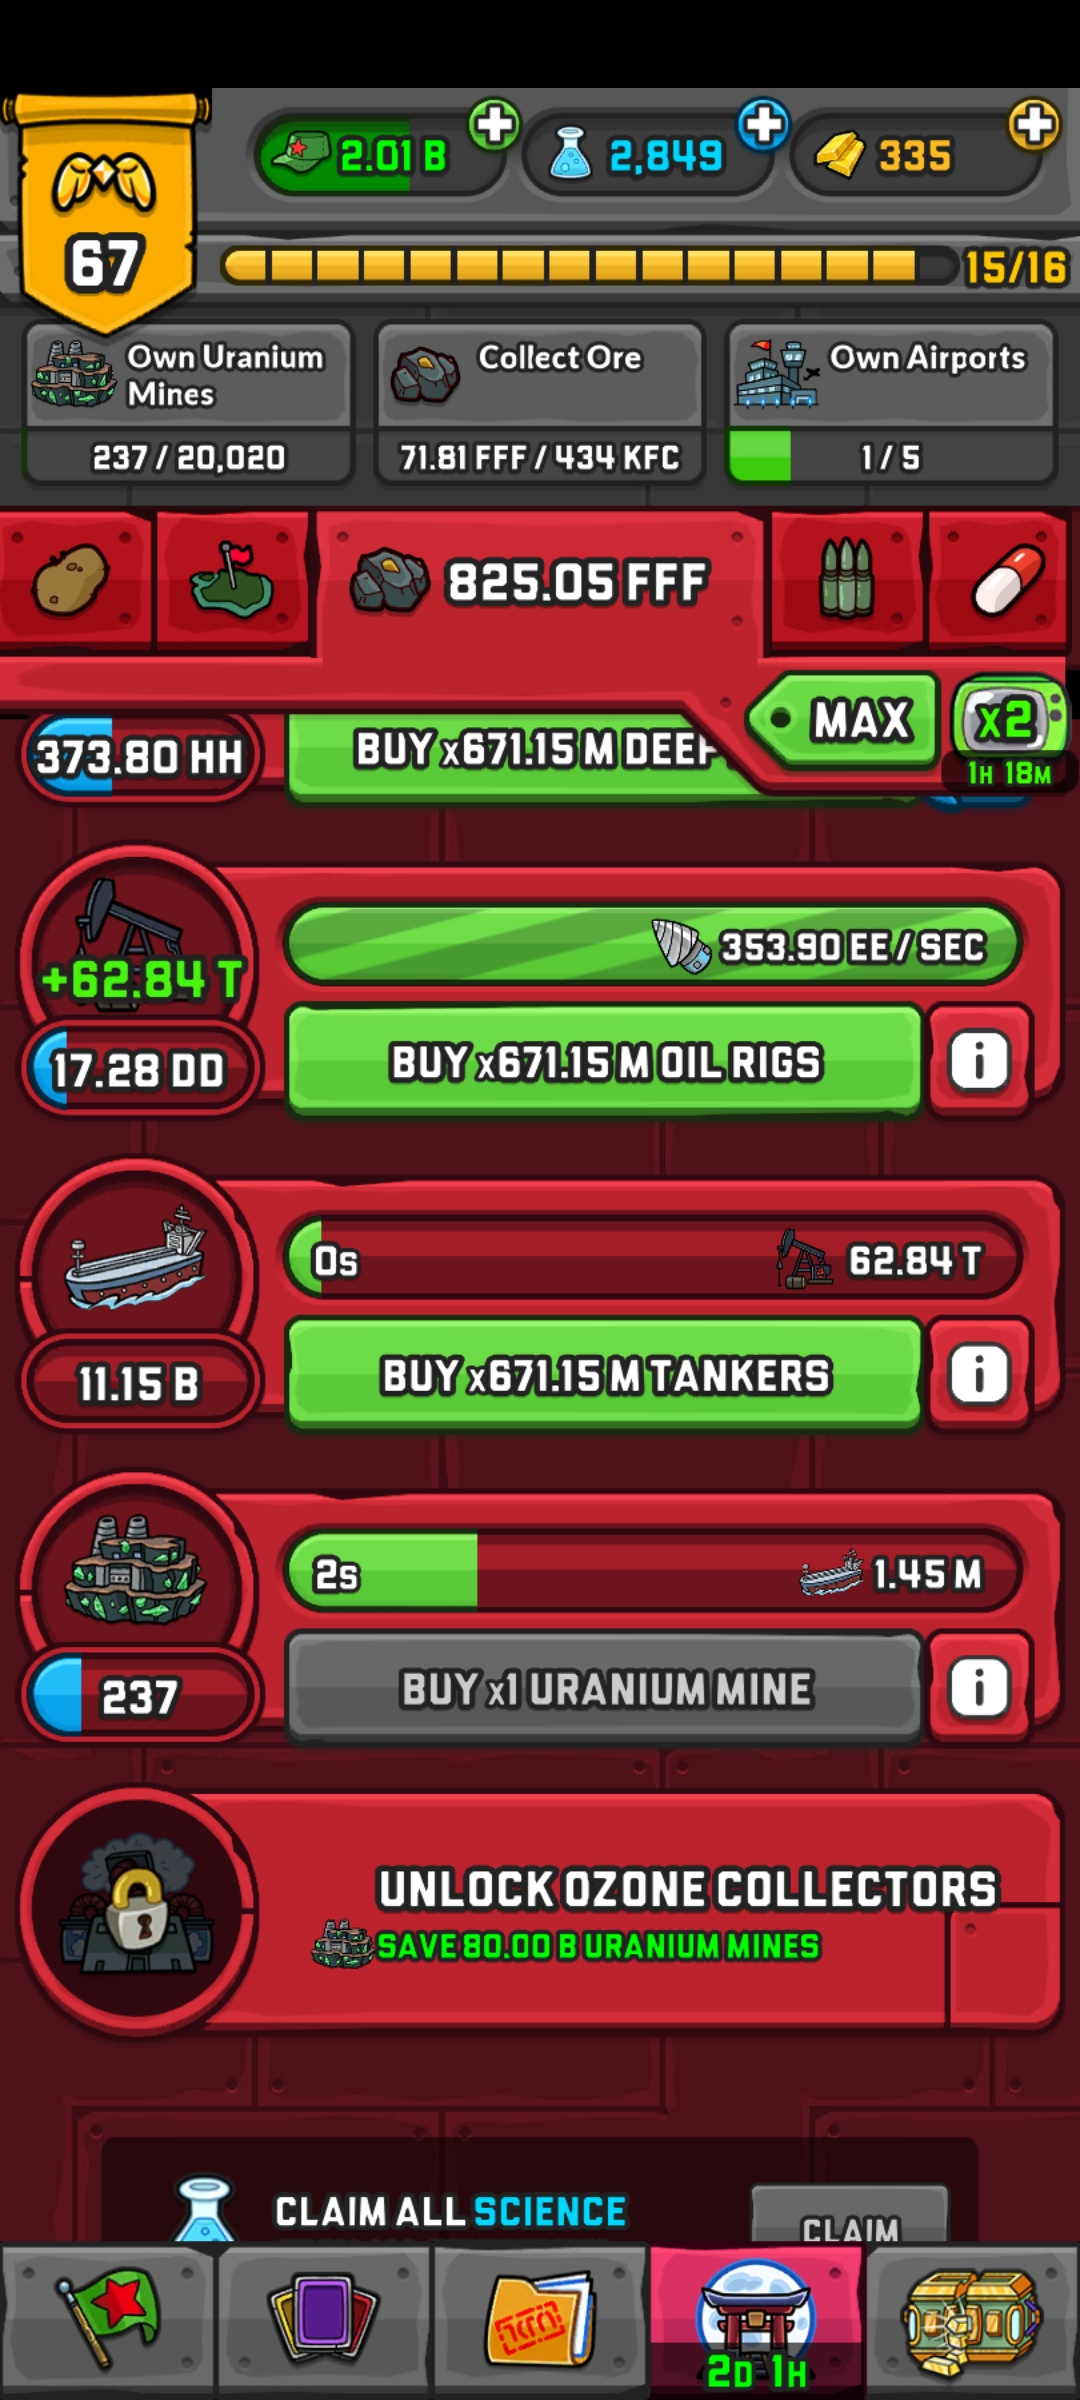 2.01 B
2,849
335
67
15/16
Own Uranium
Mines
237 / 20,020
Collect Ore
71.81 FFF / 434 KFC
Own Airports
1 / 5
825.05 FFF
MAX
x2
1H 18M
373.80 HH
BUY x671.15 M DEEP
+62.84 T
353.90 EE / SEC
17.28 DD
BUY x671.15 M OIL RIGS
i
0s
62.84 T
11.15 B
BUY x671.15 M TANKERS
i
2s
1.45 M
237
BUY x1 URANIUM MINE
i
UNLOCK OZONE COLLECTORS
SAVE 80.00 B URANIUM MINES
CLAIM ALL SCIENCE
CLAIM
2D 1H